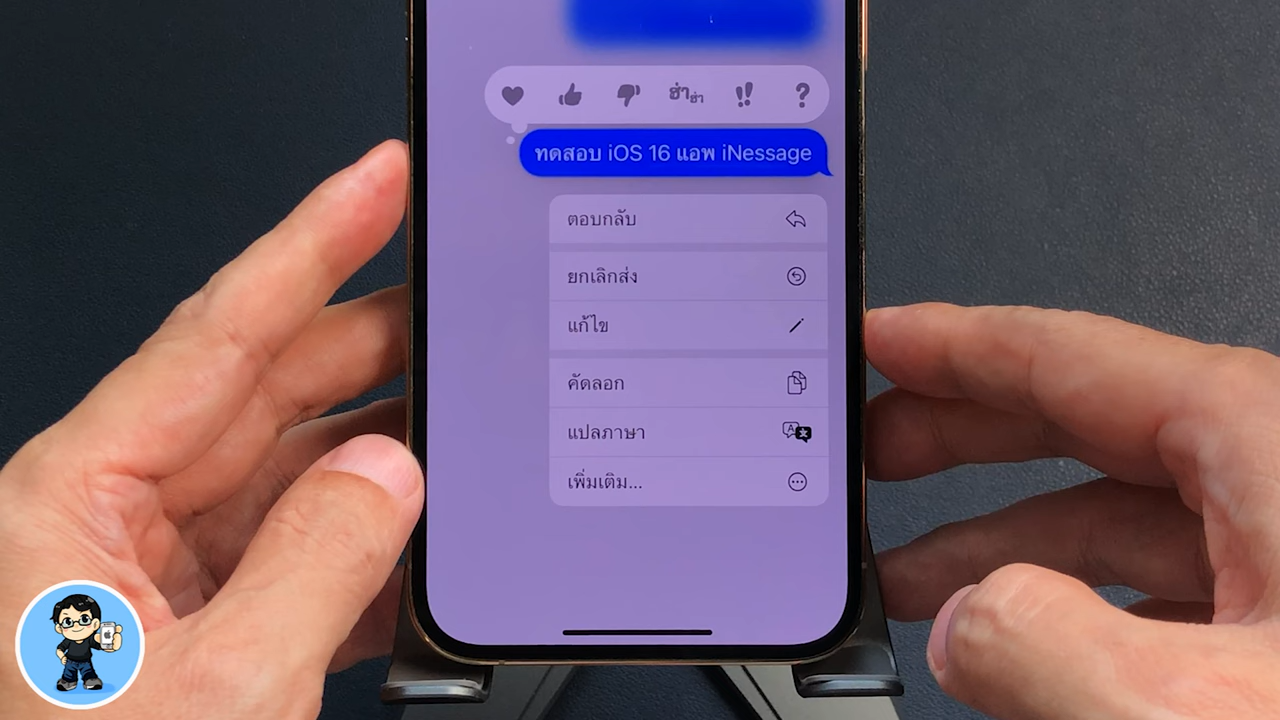 ฮ่าฮ่า
ทดสอบ iOS 16 แอพ iNessage
ตอบกลับ
ยกเลิกส่ง
แก้ไข
คัดลอก
แปลภาษา
เพิ่มเติม...